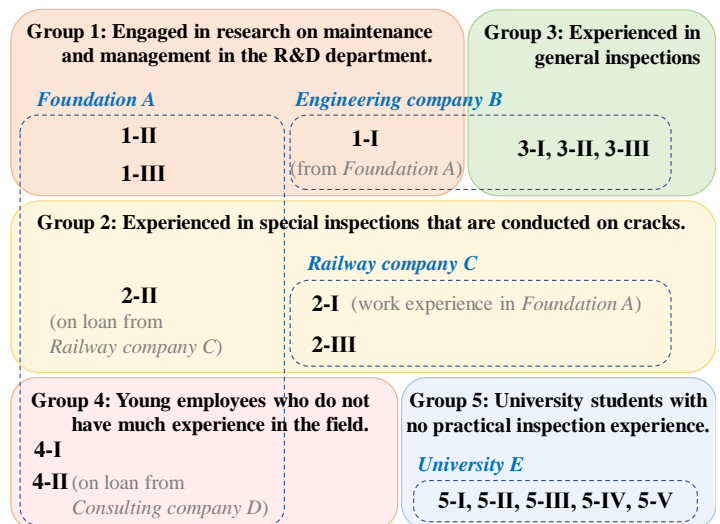 Group 1: Engaged in research on maintenance
and management in the R&D department.
Foundation A
1-II
1-III
Engineering company B
1-I
(from Foundation A)
Group 3: Experienced in
general inspections
3-I, 3-II, 3-III
Group 2: Experienced in special inspections that are conducted on cracks.
2-II
(on loan from
Railway company C)
Railway company C
2-I (work experience in Foundation A)
2-III
Group 4: Young employees who do not
have much experience in the field.
4-I
4-II (on loan from
Consulting company D)
Group 5: University students with
no practical inspection experience.
University E
5-I, 5-II, 5-III, 5-IV, 5-V